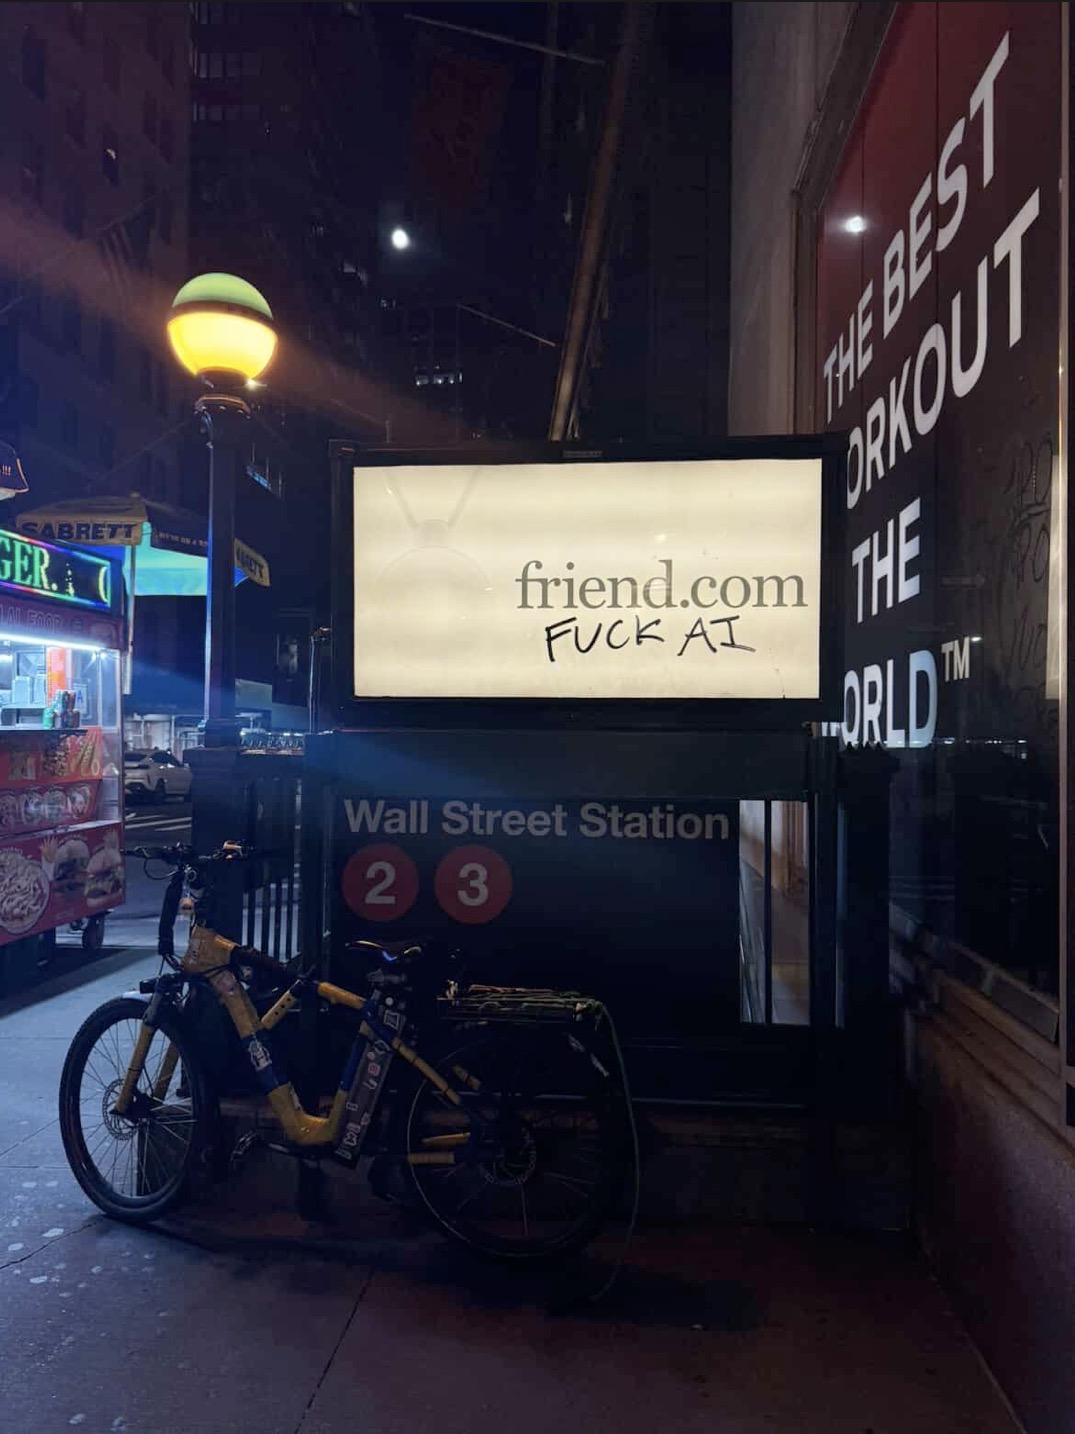 SABRETT
GER.
friend.com
FUCK AI
Wall Street Station
2 3
THE BEST
ORKOUT
THE
ORLD™